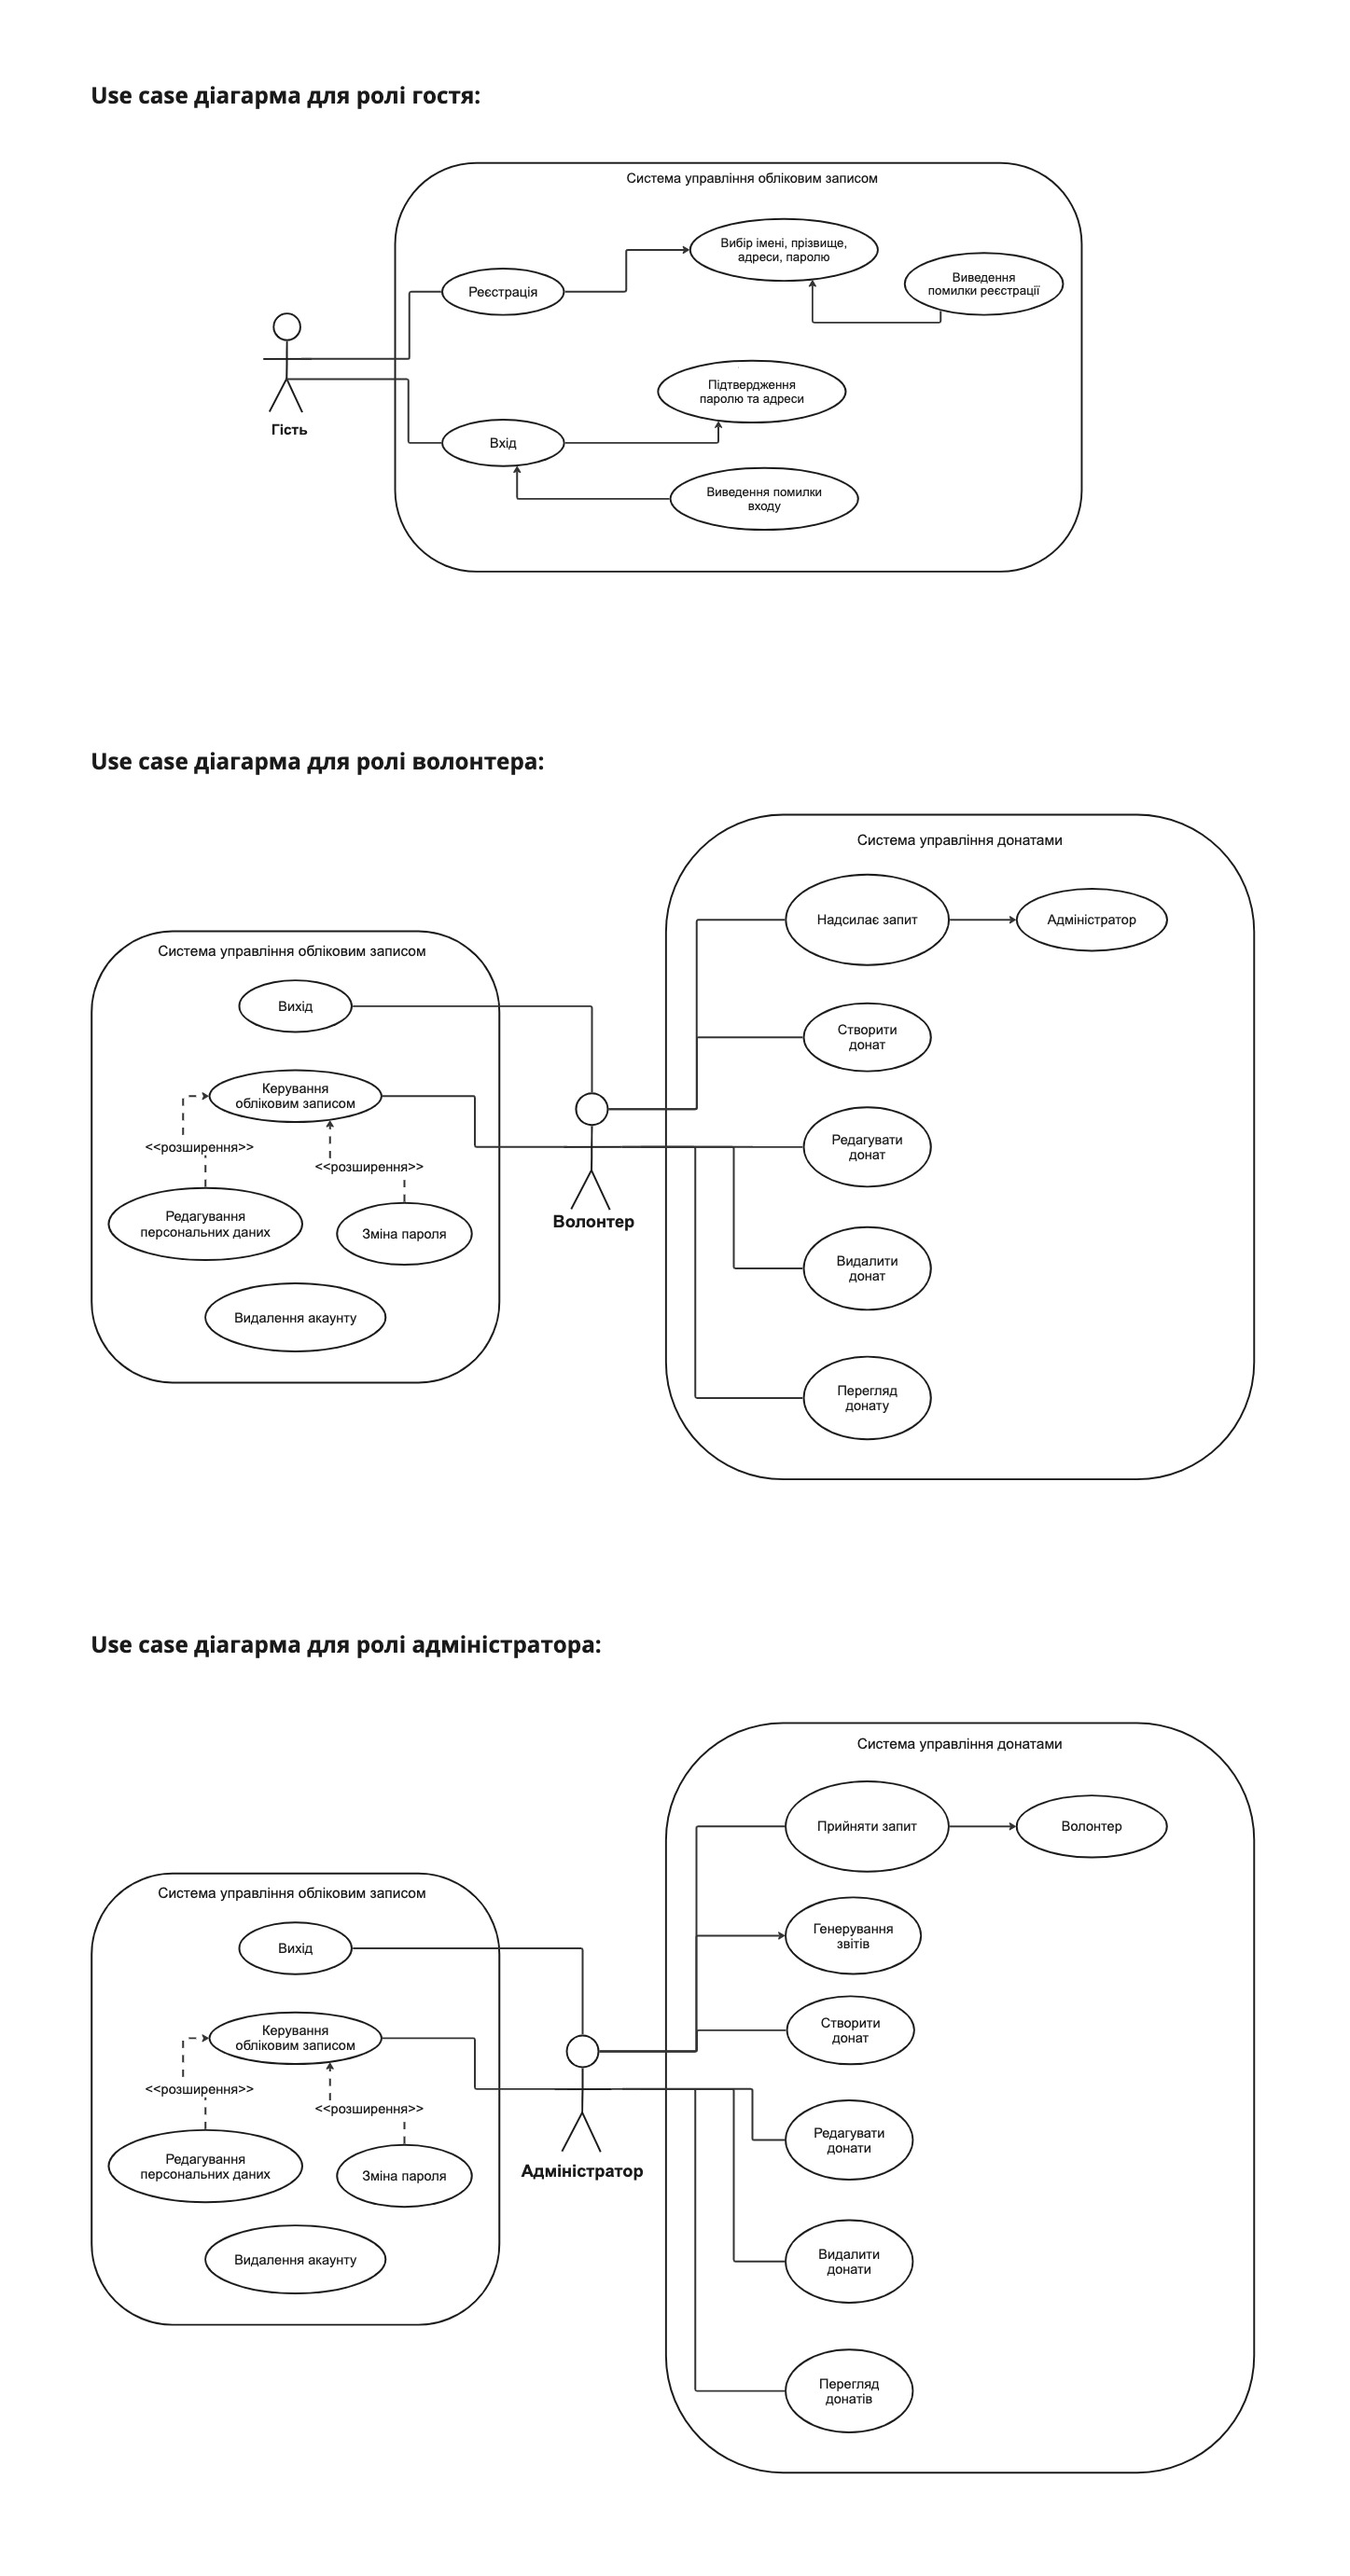 Use case діагарма для ролі гостя:
Система управління обліковим записом
Вибір імені, прізвище,
адреси, паролю
Виведення
помилки реєстрації
Реєстрація
Підтвердження
паролю та адреси
Гість
Вхід
Виведення помилки
входу
Use case діагарма для ролі волонтера:
Система управління донатами
Надсилає запит
Адміністратор
Система управління обліковим записом
Вихід
Створити
донат
Керування
обліковим записом
<<розширення>>
<<розширення>>
Редагувати
донат
Редагування
персональних даних
Зміна пароля
Волонтер
Видалити
донат
Видалення акаунту
Перегляд
донату
Use case діагарма для ролі адміністратора:
Система управління донатами
Прийняти запит
Волонтер
Система управління обліковим записом
Генерування
звітів
Вихід
Створити
донат
Керування
обліковим записом
<<розширення>>
<<розширення>>
Редагувати
донати
Редагування
персональних даних
Зміна пароля
Адміністратор
Видалити
донати
Видалення акаунту
Перегляд
донатів